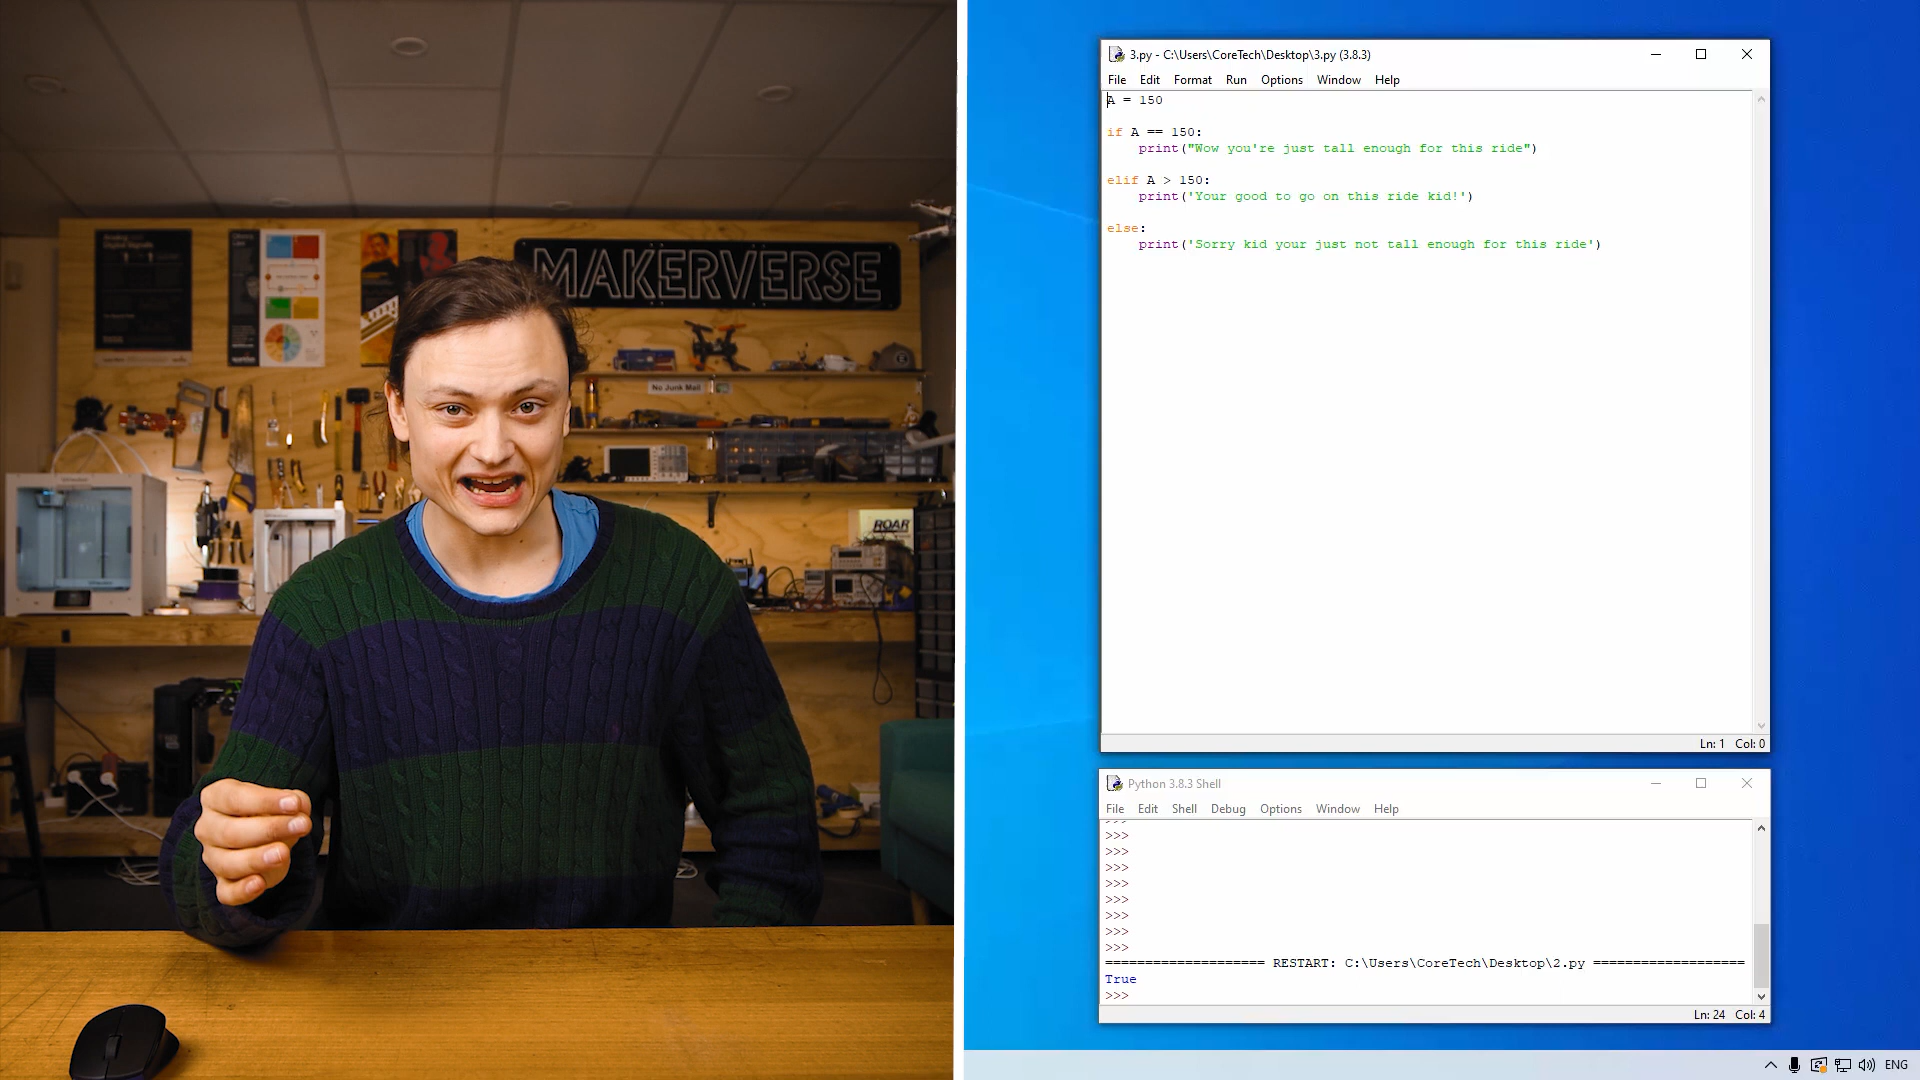 MAKERVERSE
No Junk Mail
ROAR
3.py - C:\Users\CoreTech\Desktop\3.py (3.8.3)
File Edit Format Run Options Window Help
A = 150
if A == 150:
print("Wow you're just tall enough for this ride")
elif A > 150:
print('Your good to go on this ride kid!')
else:
print('Sorry kid your just not tall enough for this ride')
Ln: 1 Col: 0
Python 3.8.3 Shell
File Edit Shell Debug Options Window Help
>>>
>>>
>>>
>>>
>>>
>>>
>>>
>>>
==================== RESTART: C:\Users\CoreTech\Desktop\2.py ===================
True
>>>
Ln: 24 Col: 4
ENG